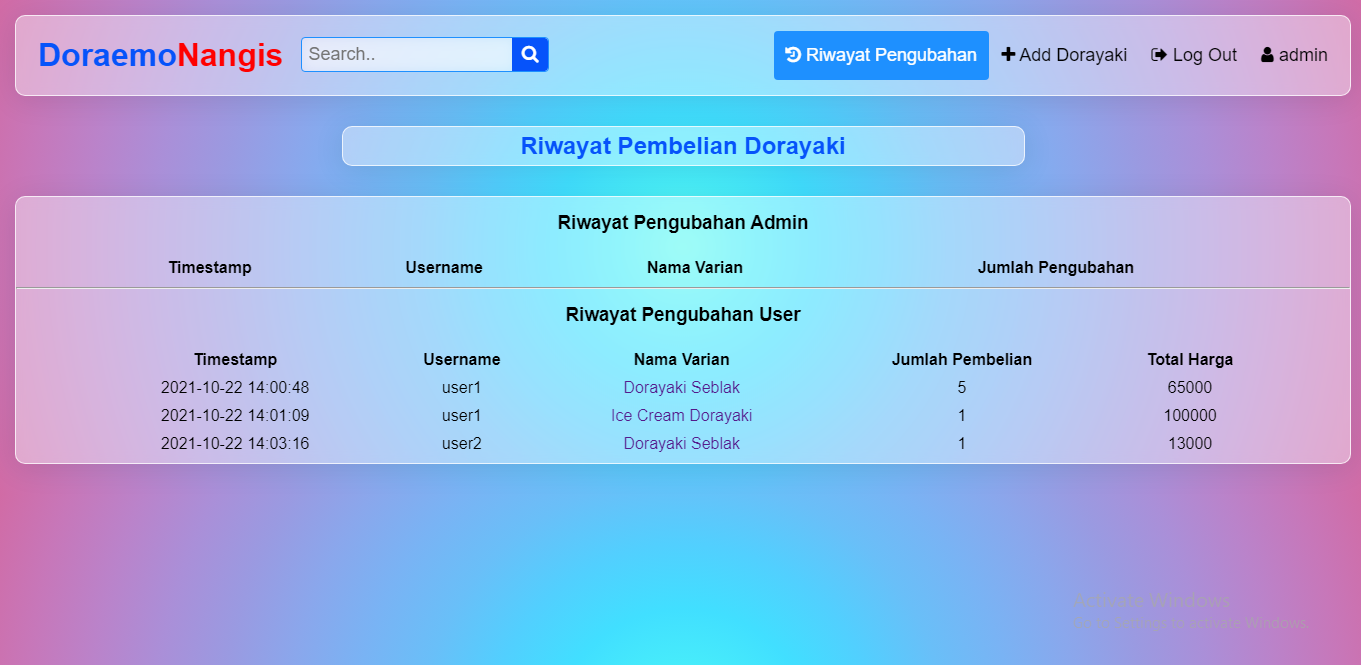 DoraemoNangis Search.. Riwayat Pengubahan Add Dorayaki Log Out admin
Riwayat Pembelian Dorayaki
Riwayat Pengubahan Admin
Timestamp Username Nama Varian Jumlah Pengubahan
Riwayat Pengubahan User
Timestamp Username Nama Varian Jumlah Pembelian Total Harga
2021-10-22 14:00:48 user1 Dorayaki Seblak 5 65000
2021-10-22 14:01:09 user1 Ice Cream Dorayaki 1 100000
2021-10-22 14:03:16 user2 Dorayaki Seblak 1 13000
Activate Windows
Go to Settings to activate Windows.